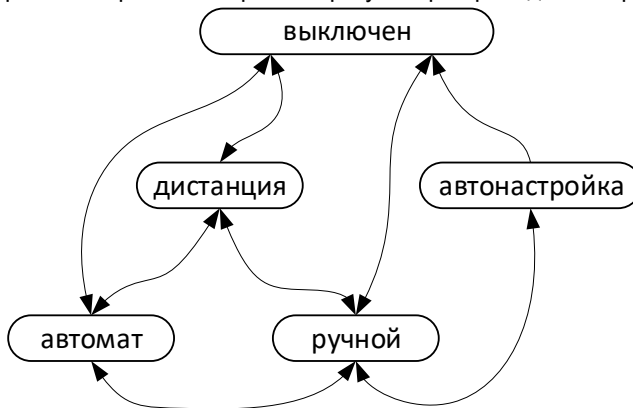 выключен
дистанция
автонастройка
автомат
ручной